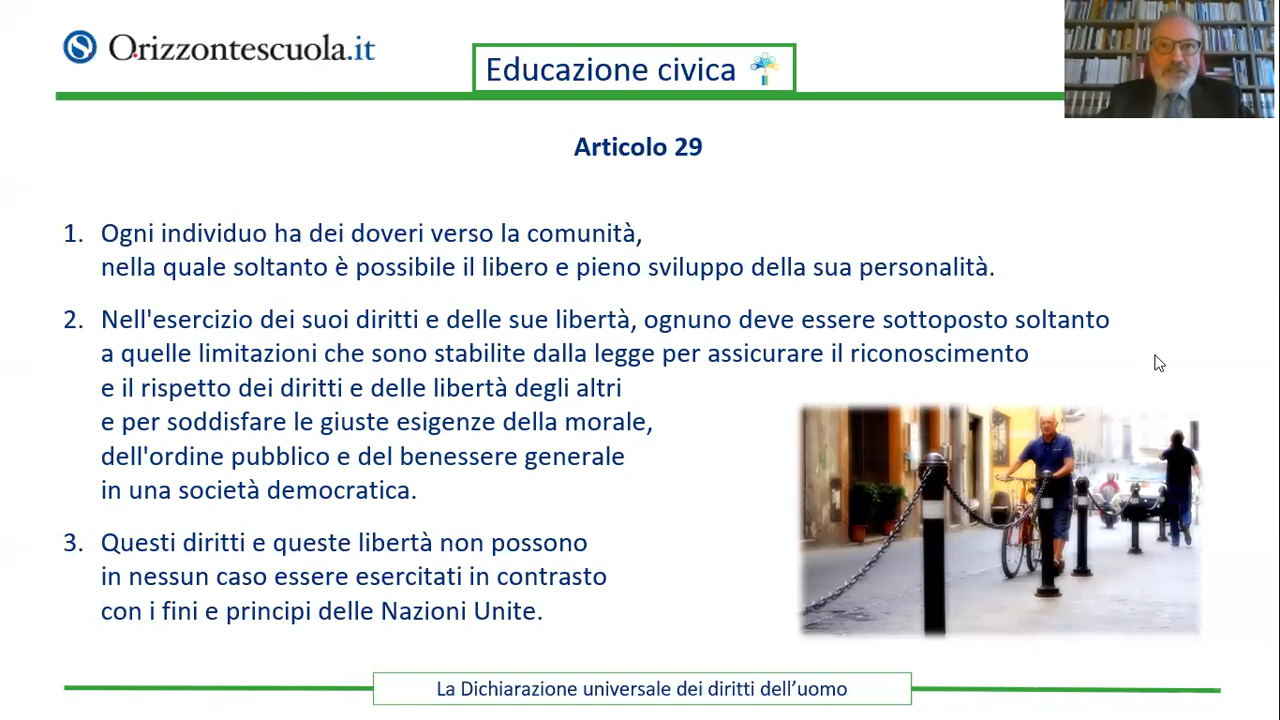 Orizzontescuola.it
Educazione civica
Articolo 29
1. Ogni individuo ha dei doveri verso la comunità,
nella quale soltanto è possibile il libero e pieno sviluppo della sua personalità.
2. Nell'esercizio dei suoi diritti e delle sue libertà, ognuno deve essere sottoposto soltanto
a quelle limitazioni che sono stabilite dalla legge per assicurare il riconoscimento
e il rispetto dei diritti e delle libertà degli altri
e per soddisfare le giuste esigenze della morale,
dell'ordine pubblico e del benessere generale
in una società democratica.
3. Questi diritti e queste libertà non possono
in nessun caso essere esercitati in contrasto
con i fini e principi delle Nazioni Unite.
La Dichiarazione universale dei diritti dell’uomo